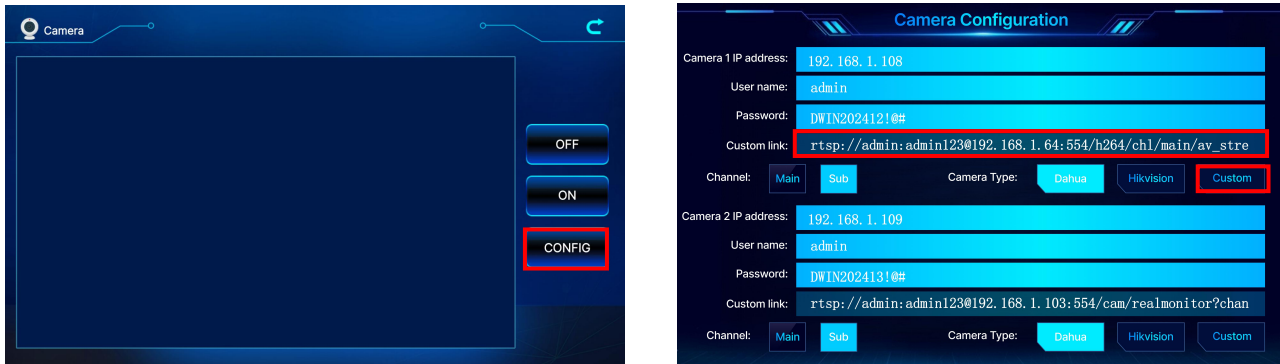 Camera
OFF
ON
CONFIG
Camera Configuration
Camera 1 IP address: 192.168.1.108
User name: admin
Password: DWIN202412!@#
Custom link: rtsp://admin:admin123@192.168.1.64:554/h264/chl/main/av_stre
Channel: Main Sub Camera Type: Dahua Hikvision Custom
Camera 2 IP address: 192.168.1.109
User name: admin
Password: DWIN202413!@#
Custom link: rtsp://admin:admin123@192.168.1.103:554/cam/realmonitor?chan
Channel: Main Sub Camera Type: Dahua Hikvision Custom